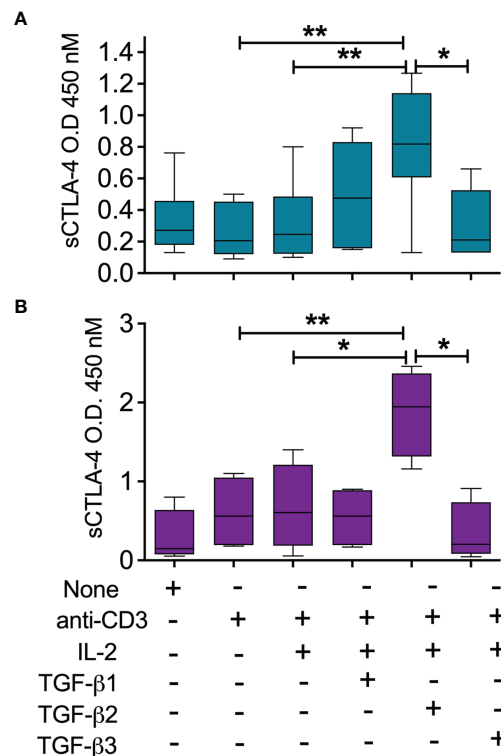 A
** 
** *
sCTLA-4 O.D 450 nM
1.4
1.2
1.0
0.8
0.6
0.4
0.2
0.0
B
**
* *
sCTLA-4 O.D. 450 nM
3
2
1
0
None + - - - - -
anti-CD3 - + + + + +
IL-2 - - + + + +
TGF-β1 - - - + - -
TGF-β2 - - - - + -
TGF-β3 - - - - - +